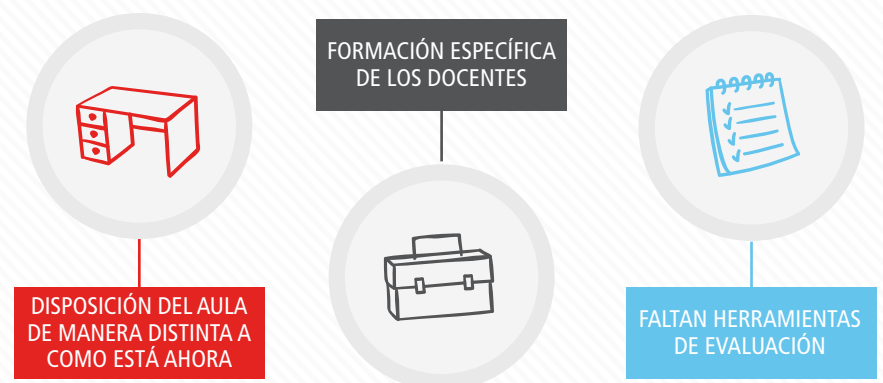 FORMACIÓN ESPECÍFICA
DE LOS DOCENTES
DISPOSICIÓN DEL AULA
DE MANERA DISTINTA A
COMO ESTÁ AHORA
FALTAN HERRAMIENTAS
DE EVALUACIÓN